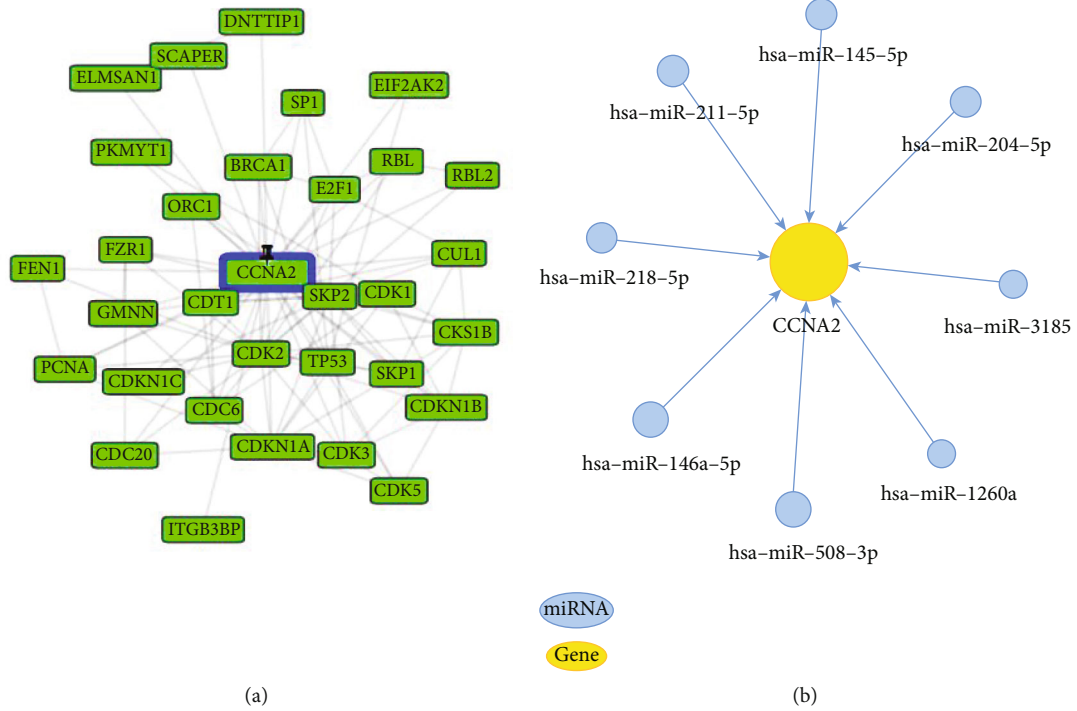 DNTTIP1
SCAPER
ELMSAN1
EIF2AK2
SP1
PKMYT1
BRCA1
RBL
RBL2
E2F1
ORC1
FZR1
CUL1
FEN1
CCNA2
CDT1
SKP2
CDK1
GMNN
CKS1B
CDK2
TP53
PCNA
SKP1
CDKN1C
CDKN1B
CDC6
CDKN1A
CDK3
CDC20
CDK5
ITGB3BP
(a)
hsa–miR–145–5p
hsa–miR–211–5p
hsa–miR–204–5p
hsa–miR–218–5p
CCNA2
hsa–miR–3185
hsa–miR–146a–5p
hsa–miR–1260a
hsa–miR–508–3p
miRNA
Gene
(b)